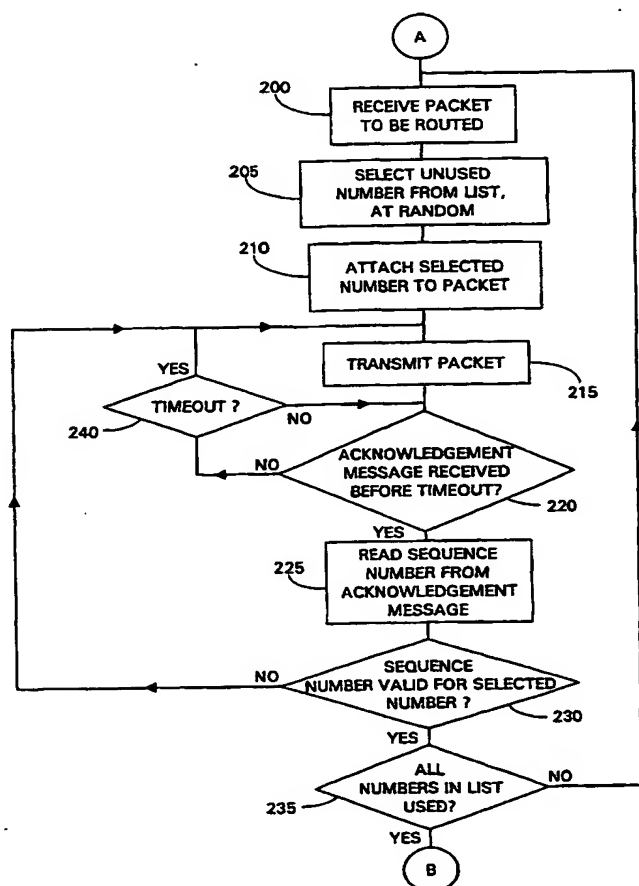 A
200
RECEIVE PACKET
TO BE ROUTED
205
SELECT UNUSED
NUMBER FROM LIST,
AT RANDOM
210
ATTACH SELECTED
NUMBER TO PACKET
TRANSMIT PACKET
215
YES
TIMEOUT ?
NO
240
NO
ACKNOWLEDGEMENT
MESSAGE RECEIVED
BEFORE TIMEOUT?
220
YES
225
READ SEQUENCE
NUMBER FROM
ACKNOWLEDGEMENT
MESSAGE
NO
SEQUENCE
NUMBER VALID FOR SELECTED
NUMBER ?
230
YES
ALL
NUMBERS IN LIST
USED?
NO
235
YES
B